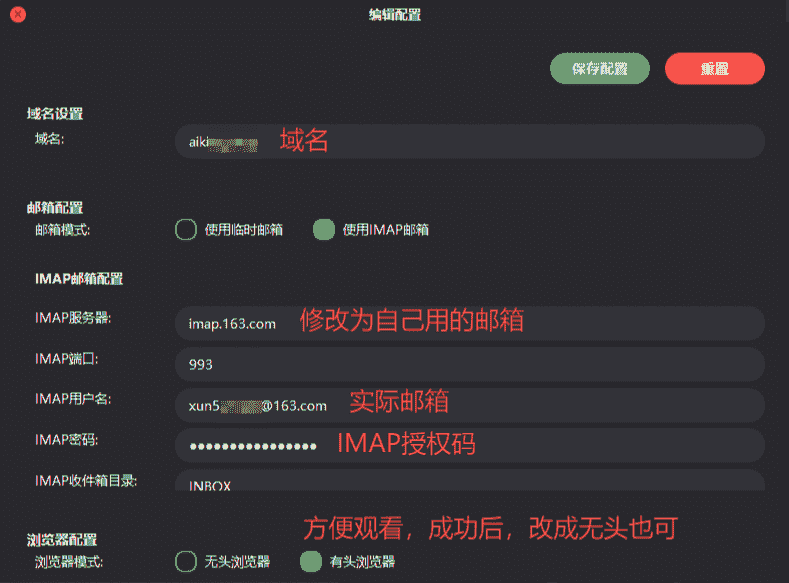 编辑配置
保存配置 重置
域名设置
域名: aiki 域名
邮箱配置
邮箱模式: 使用临时邮箱 使用IMAP邮箱
IMAP邮箱配置
IMAP服务器: imap.163.com 修改为自己用的邮箱
IMAP端口: 993
IMAP用户名: xun5 @163.com 实际邮箱
IMAP密码: ●●●●●●●●●●●●●●●● IMAP授权码
IMAP收件箱目录: INBOX
方便观看，成功后，改成无头也可
浏览器配置
浏览器模式: 无头浏览器 有头浏览器